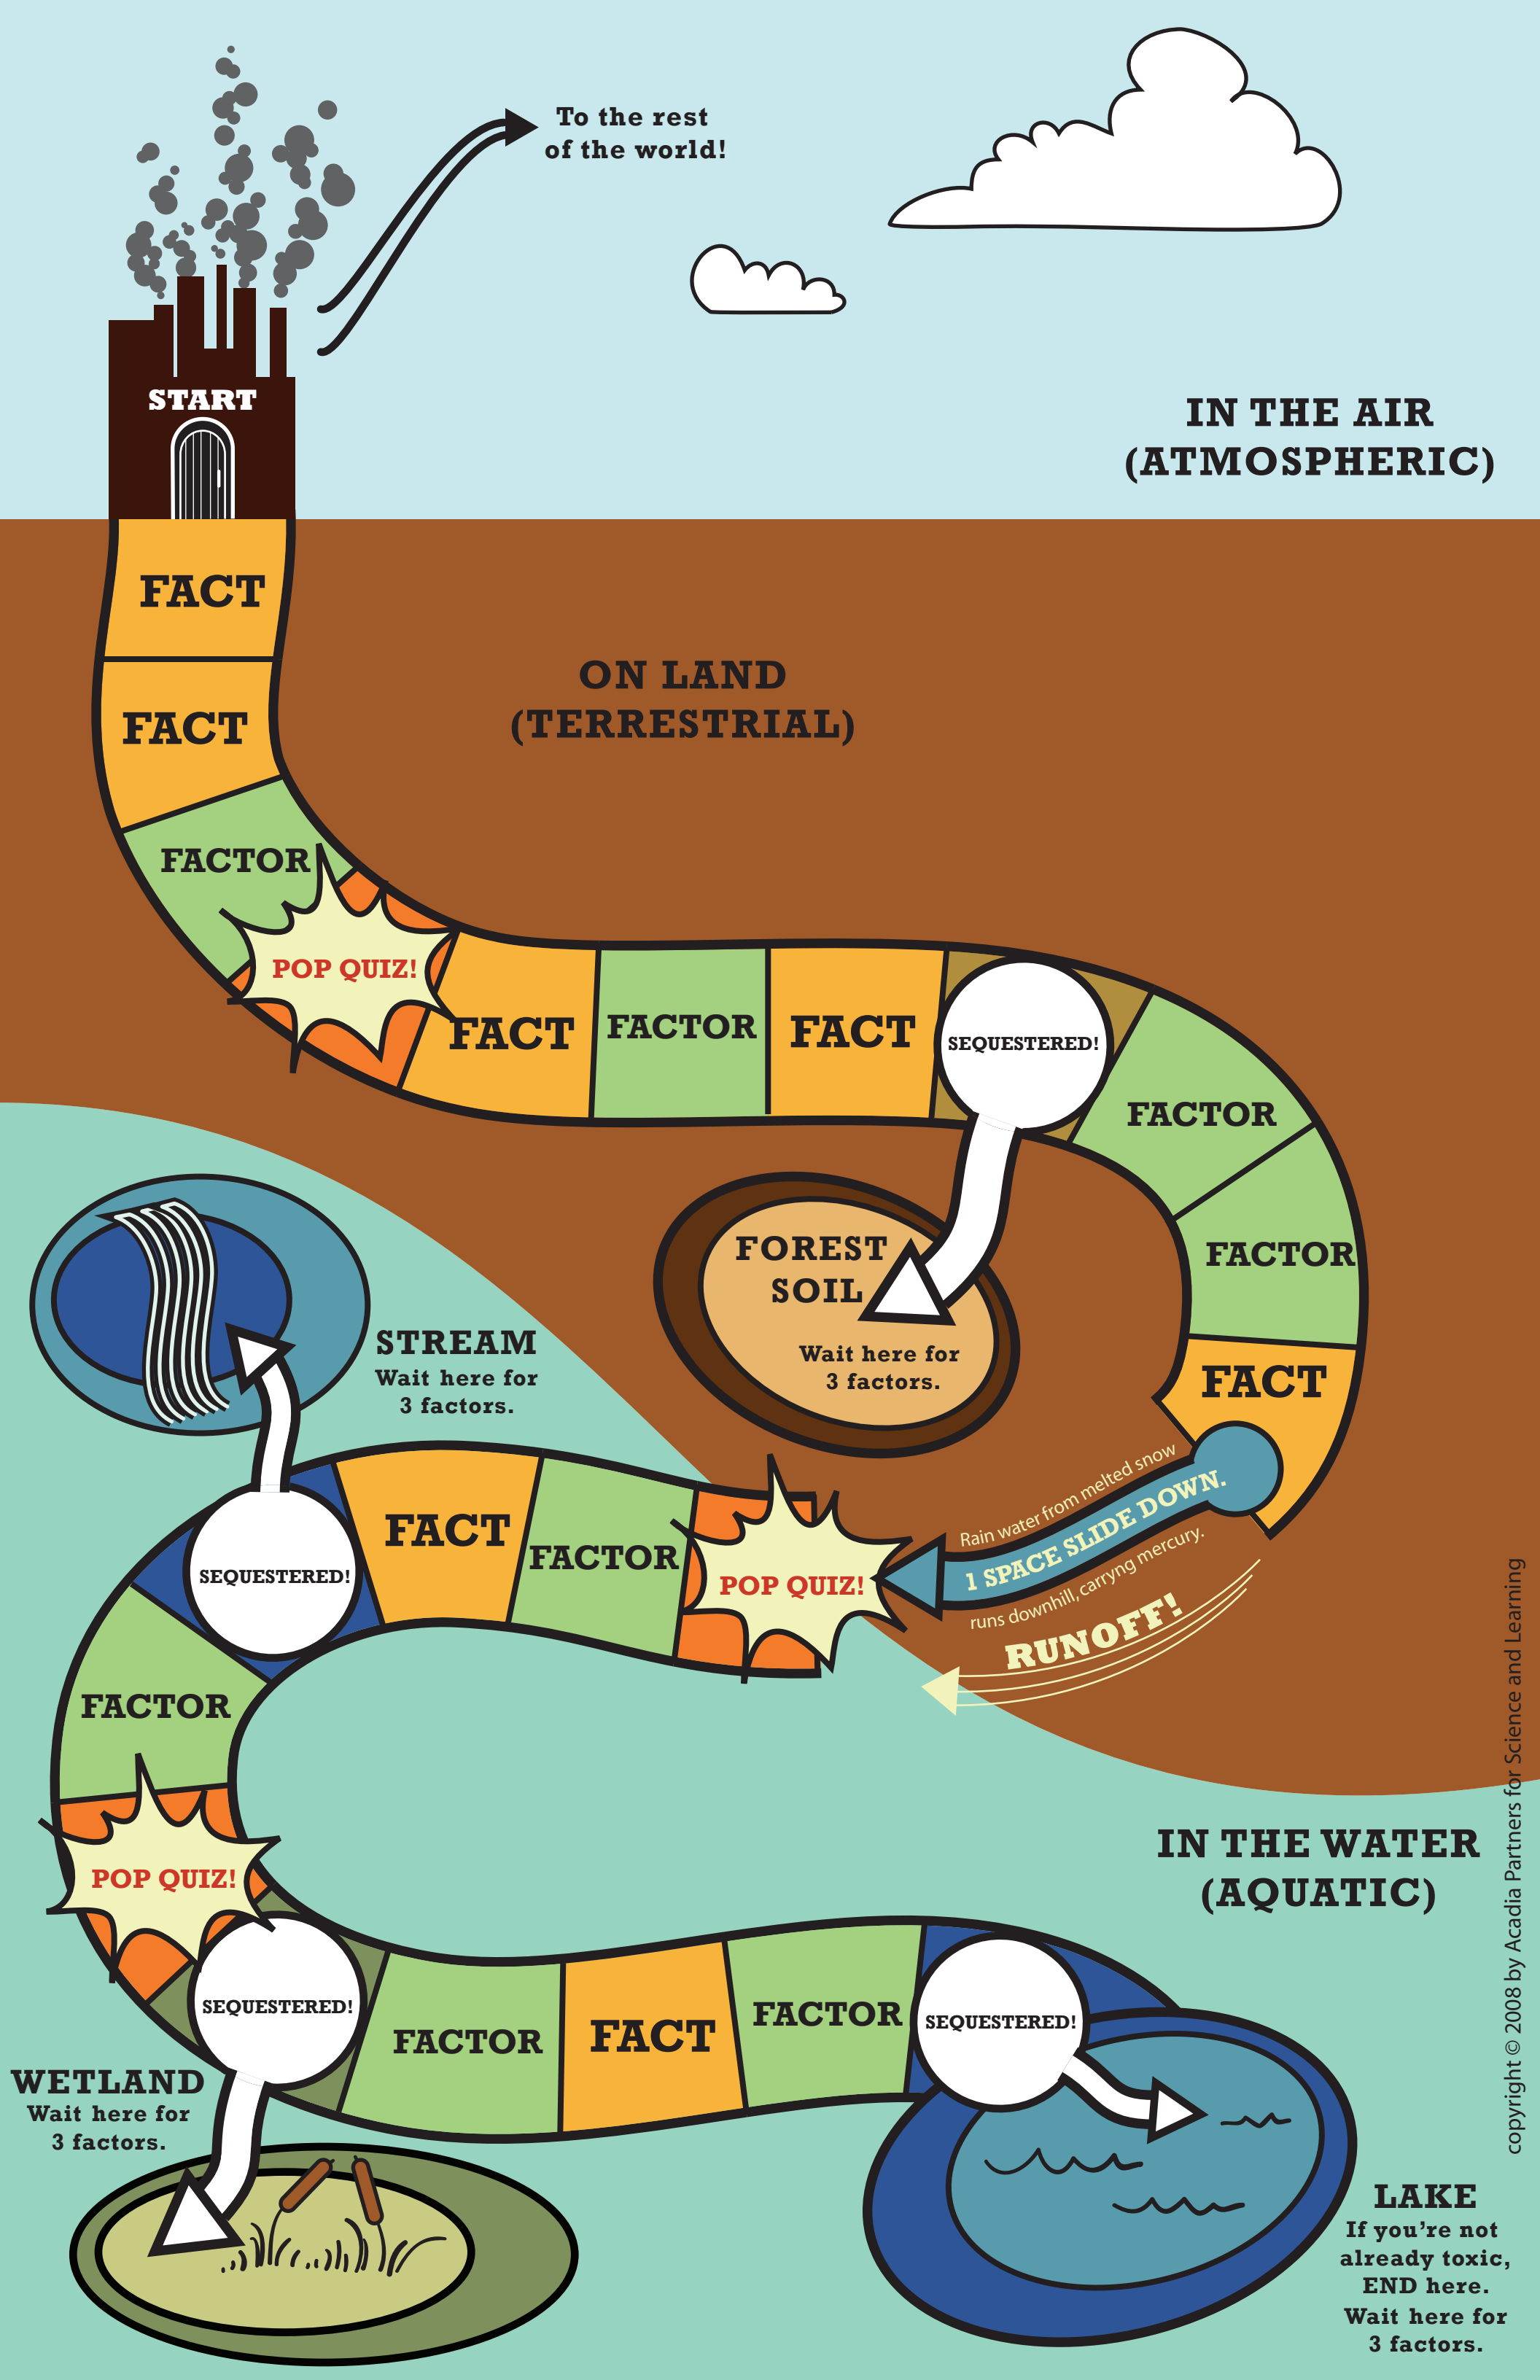 To the rest
of the world!
START
IN THE AIR
(ATMOSPHERIC)
FACT
ON LAND
(TERRESTRIAL)
FACT
FACTOR
POP QUIZ!
FACT
FACTOR
FACT
SEQUESTERED!
FACTOR
FACTOR
FOREST
SOIL
Wait here for
3 factors.
FACT
Rain water from melted snow
1 SPACE SLIDE DOWN.
runs downhill, carryng mercury.
RUNOFF!
STREAM
Wait here for
3 factors.
POP QUIZ!
FACTOR
FACT
SEQUESTERED!
FACTOR
POP QUIZ!
IN THE WATER
(AQUATIC)
SEQUESTERED!
FACTOR
FACT
FACTOR
SEQUESTERED!
WETLAND
Wait here for
3 factors.
LAKE
If you're not
already toxic,
END here.
Wait here for
3 factors.
copyright © 2008 by Acadia Partners for Science and Learning